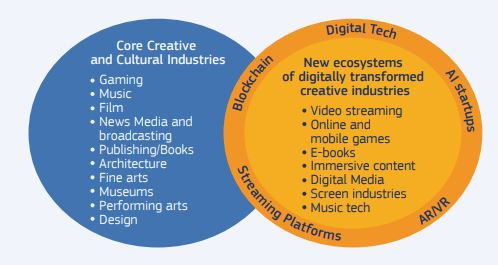 Core Creative
and Cultural Industries
• Gaming
• Music
• Film
• News Media and
broadcasting
• Publishing/Books
• Architecture
• Fine arts
• Museums
• Performing arts
• Design
Digital Tech
Blockchain
AI startups
New ecosystems
of digitally transformed
creative industries
• Video streaming
• Online and
mobile games
• E-books
• Immersive content
• Digital Media
• Screen industries
• Music tech
Streaming Platforms
AR/VR